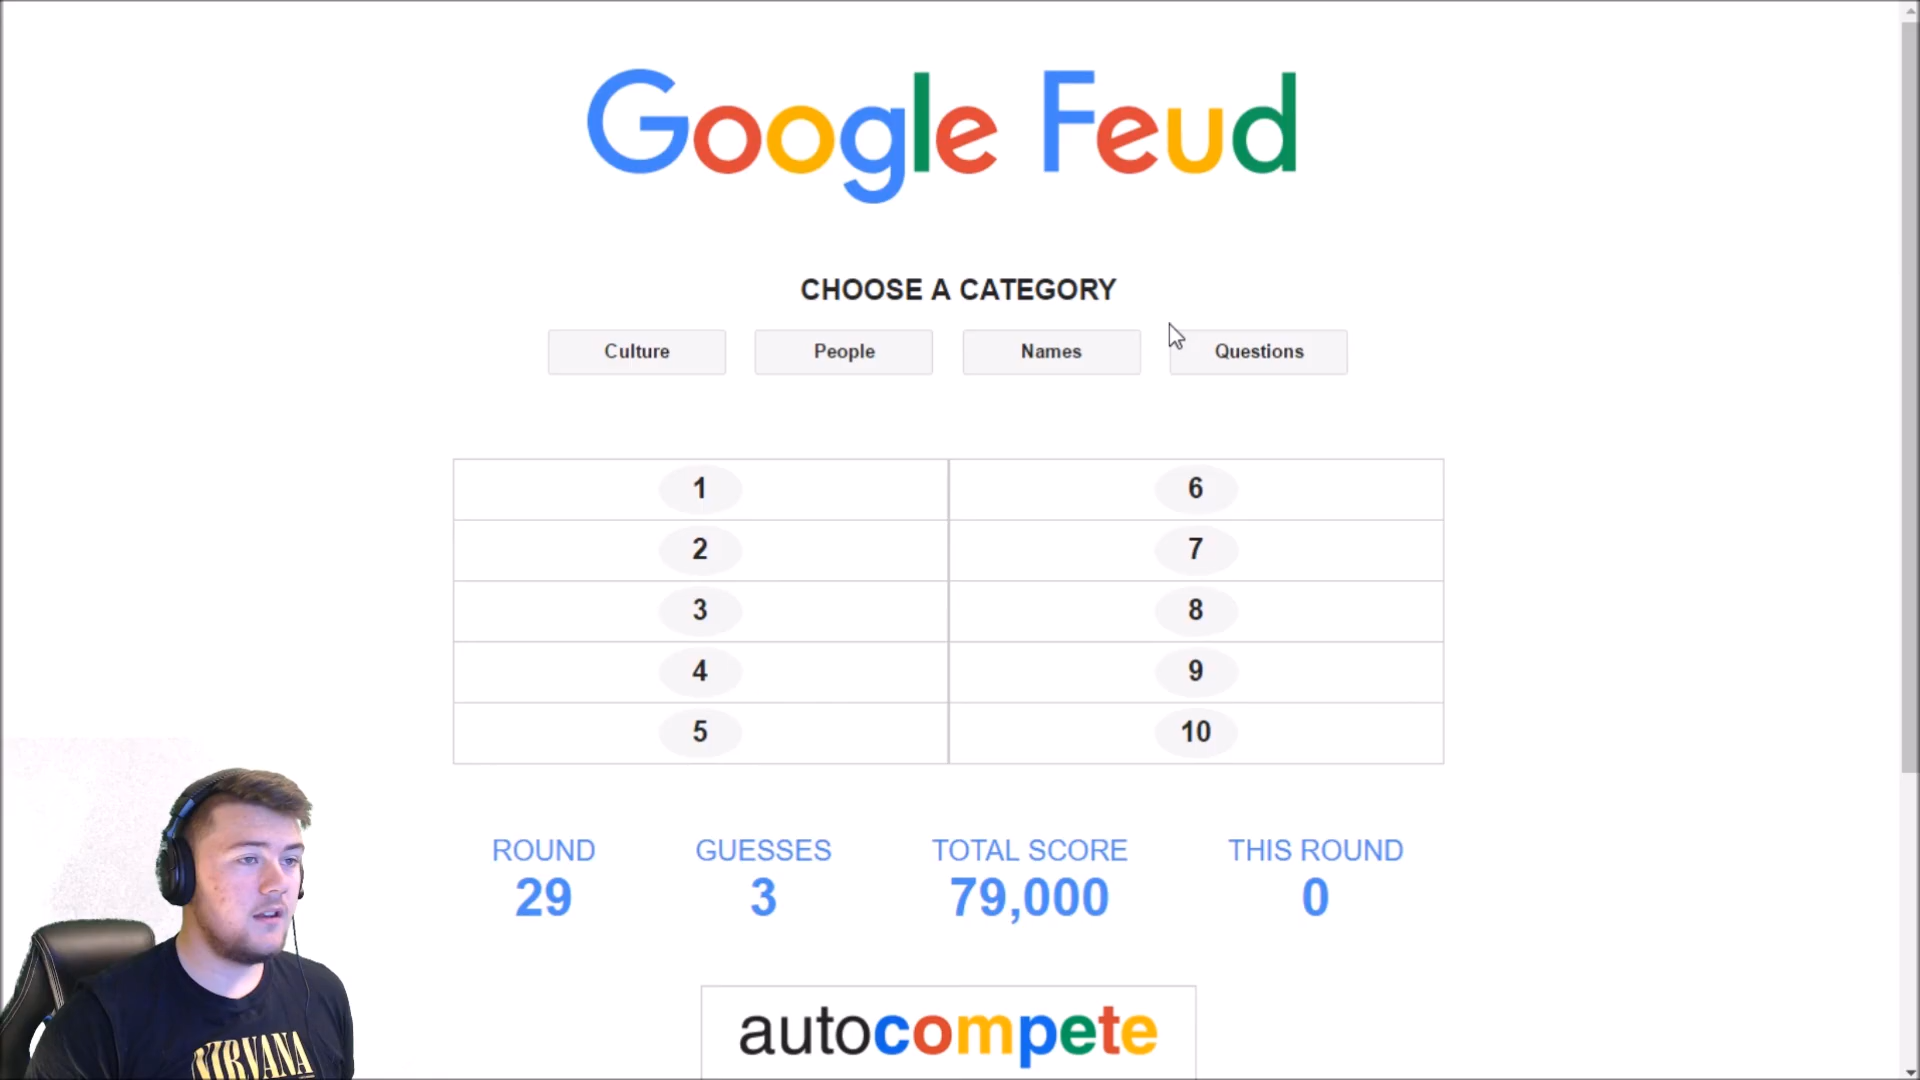 Google Feud
CHOOSE A CATEGORY
Culture
People
Names
Questions
1
6
2
7
3
8
4
9
5
10
ROUND
GUESSES
TOTAL SCORE
THIS ROUND
29
3
79,000
0
autocompete
NIRVANA